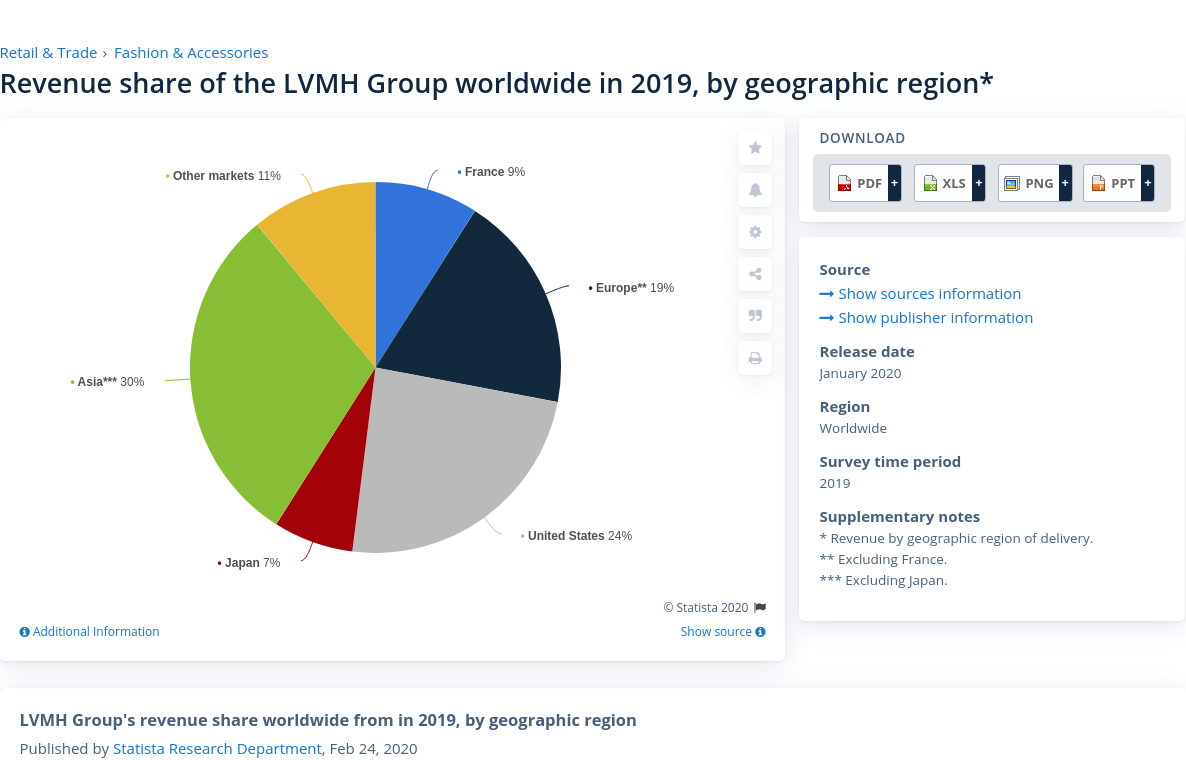 Retail & Trade › Fashion & Accessories
Revenue share of the LVMH Group worldwide in 2019, by geographic region*
• Other markets 11%
• France 9%
• Europe** 19%
• Asia*** 30%
• United States 24%
• Japan 7%
© Statista 2020
Additional Information
Show source
DOWNLOAD
PDF +
XLS +
PNG +
PPT +
Source
Show sources information
Show publisher information
Release date
January 2020
Region
Worldwide
Survey time period
2019
Supplementary notes
* Revenue by geographic region of delivery.
** Excluding France.
*** Excluding Japan.
LVMH Group's revenue share worldwide from in 2019, by geographic region
Published by Statista Research Department, Feb 24, 2020